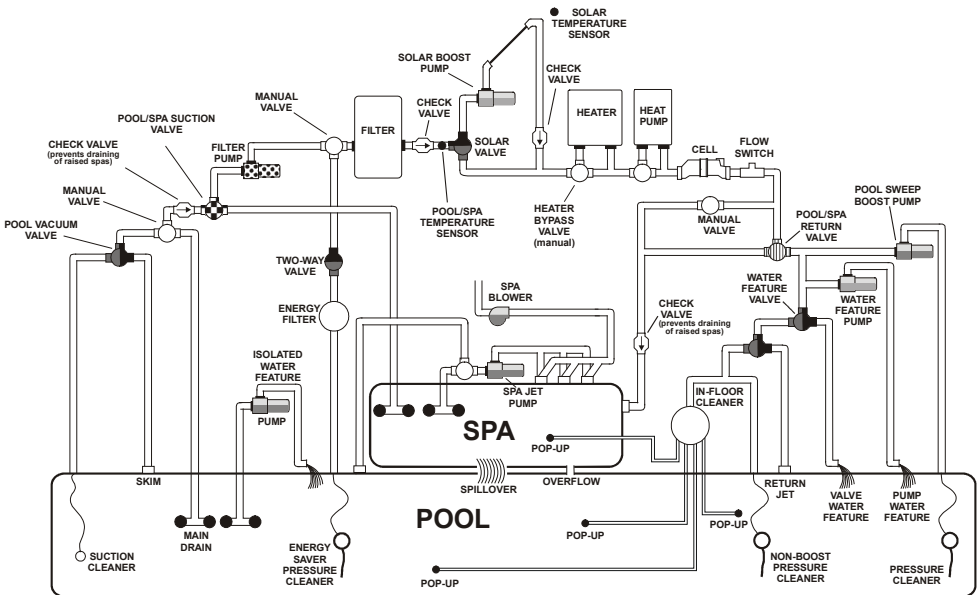 SOLAR
TEMPERATURE
SENSOR
SOLAR BOOST
PUMP
CHECK
VALVE
MANUAL
VALVE
CHECK
VALVE
HEATER
HEAT
PUMP
POOL/SPA SUCTION
VALVE
FILTER
CHECK VALVE
(prevents draining
of raised spas)
FILTER
PUMP
SOLAR
VALVE
CELL
FLOW
SWITCH
MANUAL
VALVE
POOL/SPA
TEMPERATURE
SENSOR
HEATER
BYPASS
VALVE
(manual)
MANUAL
VALVE
POOL/SPA
RETURN
VALVE
POOL SWEEP
BOOST PUMP
POOL VACUUM
VALVE
TWO-WAY
VALVE
SPA
BLOWER
WATER
FEATURE
VALVE
WATER
FEATURE
PUMP
ENERGY
FILTER
CHECK
VALVE
(prevents draining
of raised spas)
ISOLATED
WATER
FEATURE
PUMP
SPA JET
PUMP
IN-FLOOR
CLEANER
SPA
POP-UP
SKIM
SPILLOVER
OVERFLOW
RETURN
JET
VALVE
WATER
FEATURE
PUMP
WATER
FEATURE
POOL
MAIN
DRAIN
POP-UP
POP-UP
SUCTION
CLEANER
ENERGY
SAVER
PRESSURE
CLEANER
POP-UP
NON-BOOST
PRESSURE
CLEANER
PRESSURE
CLEANER